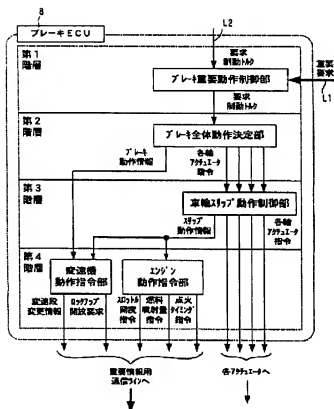 8
ブレーキECU
L2
第1
階層
要求
制動トルク
ブレーキ重要動作制御部
重要
要求
L1
要求
制動トルク
第2
階層
ブレーキ全体動作決定部
ブレーキ
動作情報
各輪
アクチュエータ
指令
第3
階層
車輪スリップ動作制御部
スリップ
動作情報
各輪
アクチュエータ
指令
第4
階層
変速機
動作指令部
エンジン
動作指令部
変速段
変更情報
ロックアップ
開放要求
スロットル
開度
指令
燃料
噴射量
指令
点火
タイミング
指令
重要情報用
通信ラインへ
各アクチュエータへ